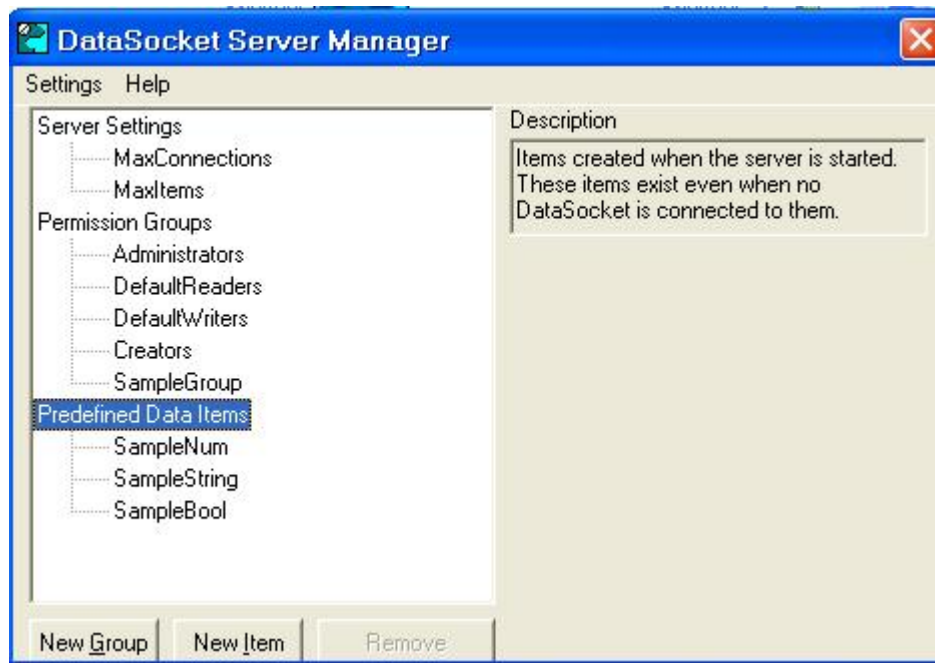 DataSocket Server Manager
Settings Help
Server Settings
MaxConnections
MaxItems
Permission Groups
Administrators
DefaultReaders
DefaultWriters
Creators
SampleGroup
Predefined Data Items
SampleNum
SampleString
SampleBool
Description
Items created when the server is started.
These items exist even when no
DataSocket is connected to them.
New Group New Item Remove